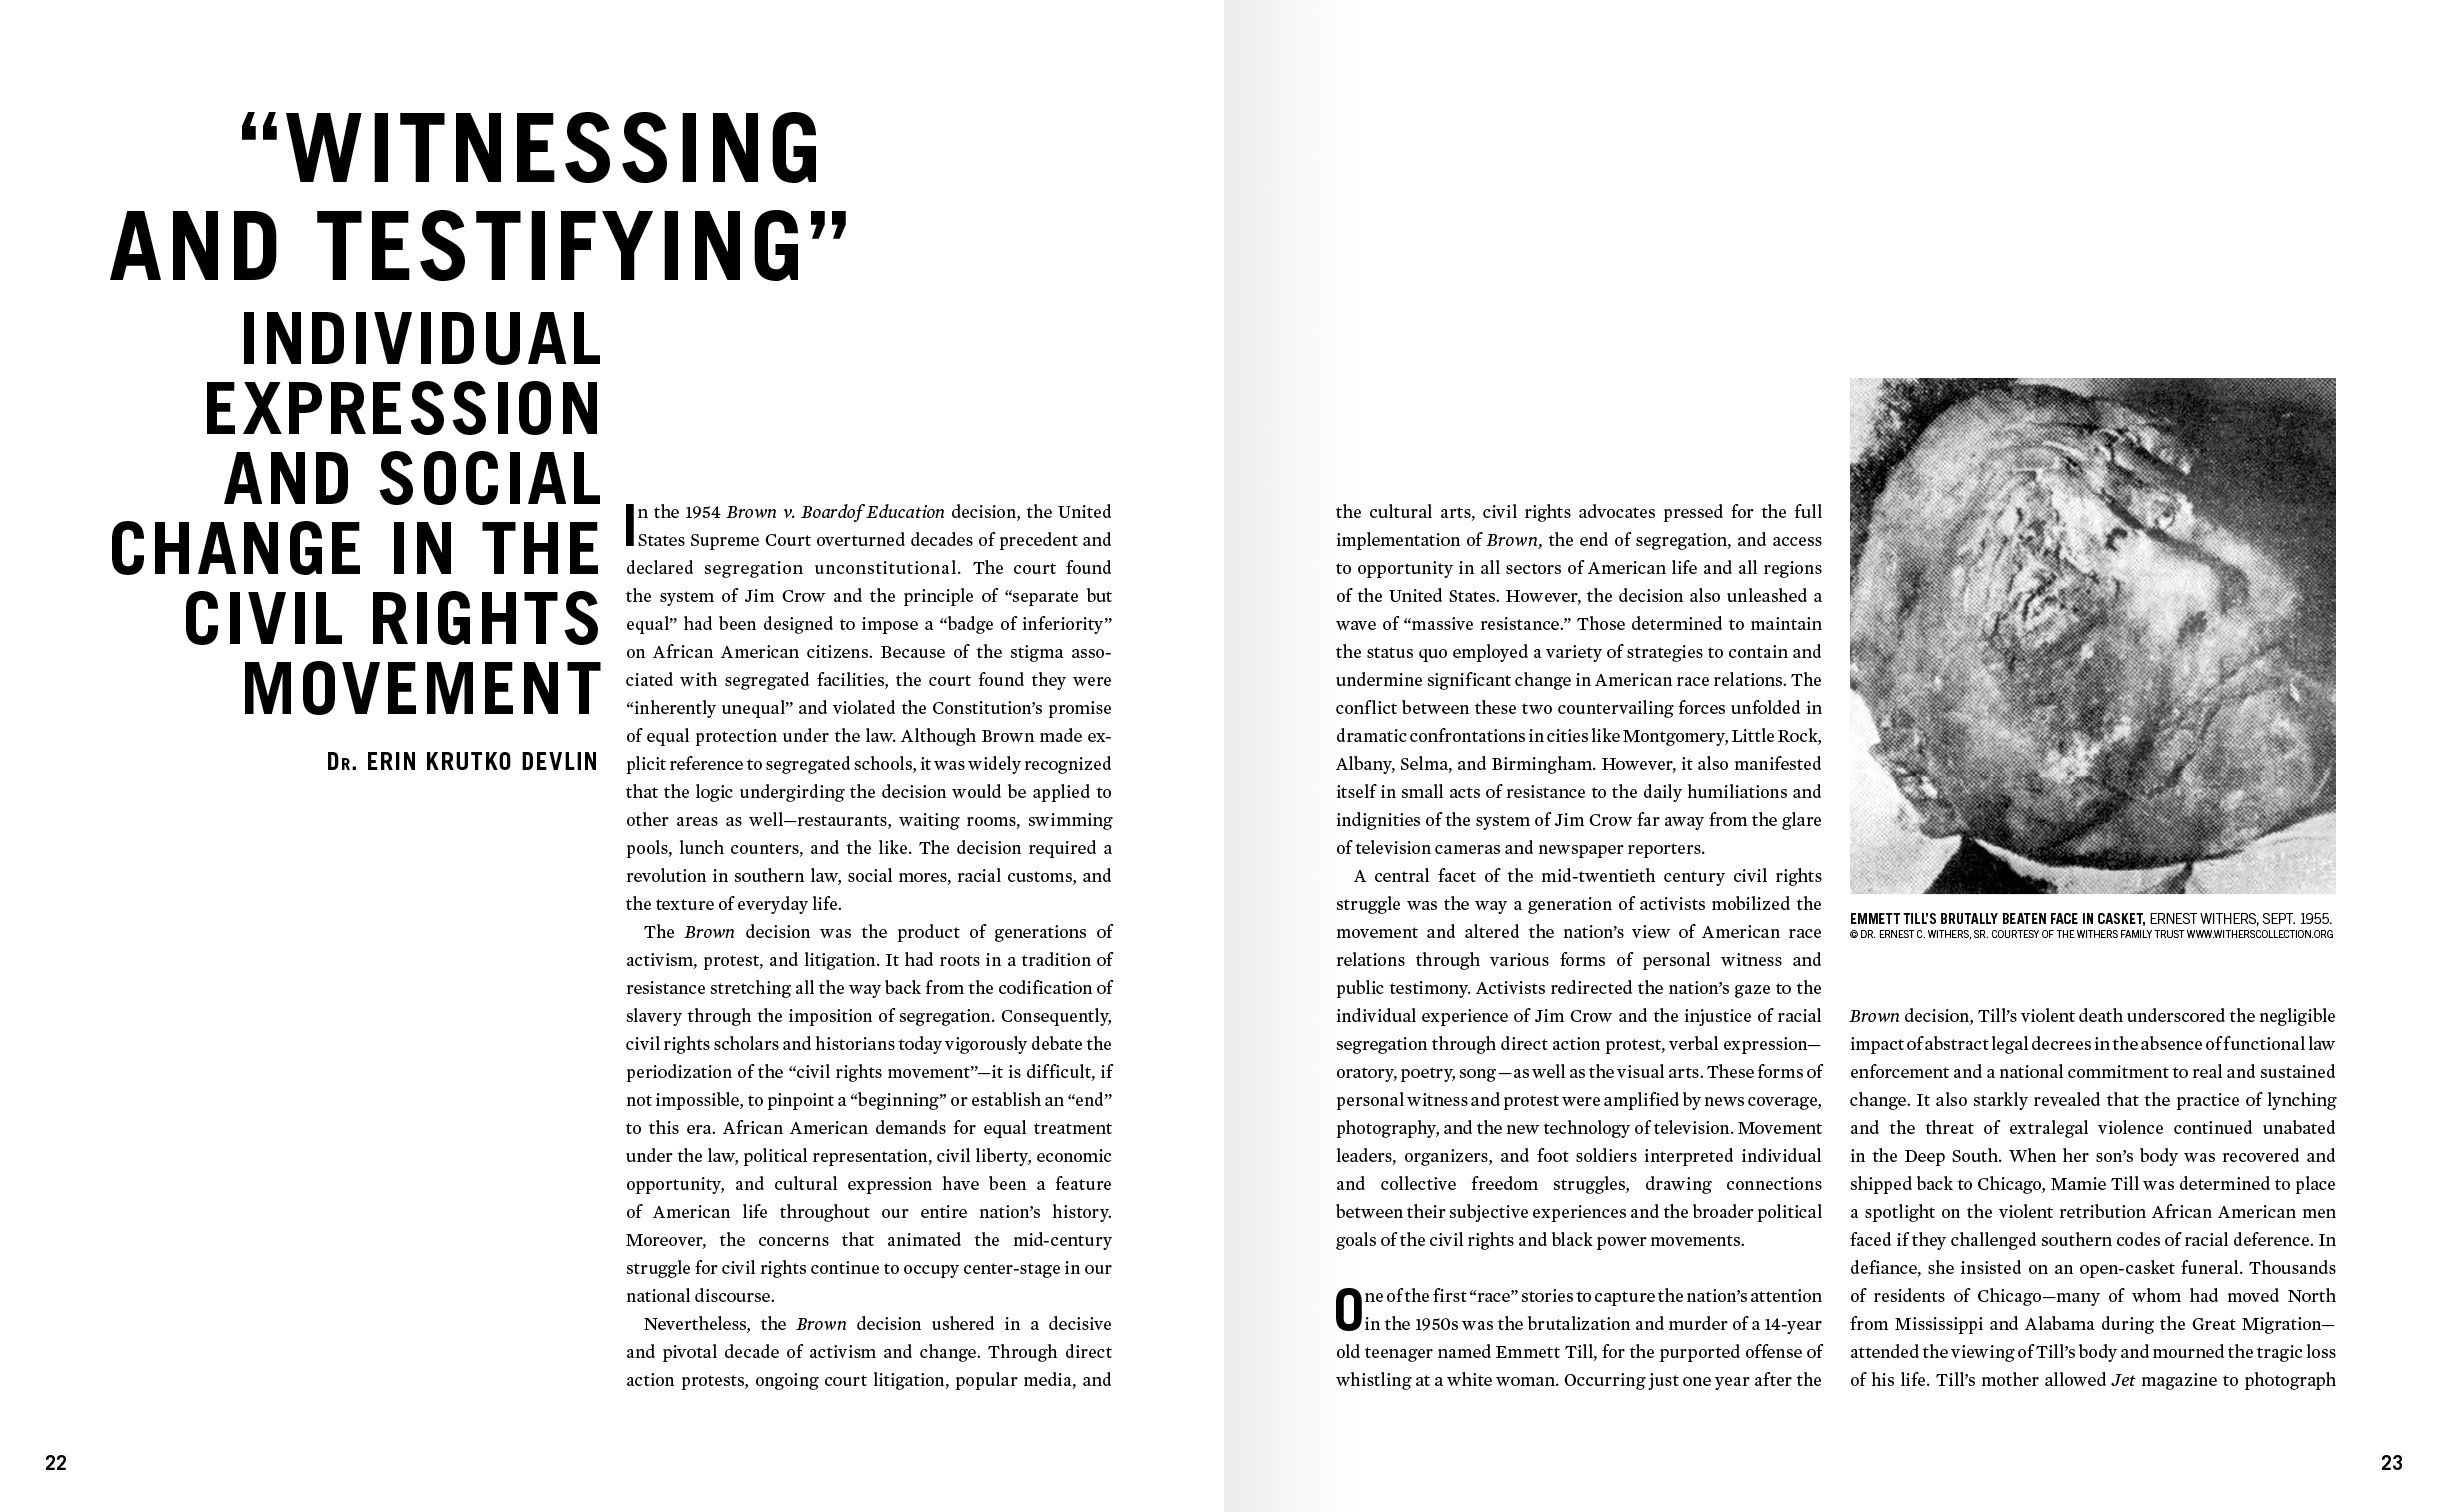 “WITNESSING
AND TESTIFYING”
INDIVIDUAL
EXPRESSION
AND SOCIAL
CHANGE IN THE
CIVIL RIGHTS
MOVEMENT
DR. ERIN KRUTKO DEVLIN
In the 1954 Brown v. Boardof Education decision, the United
States Supreme Court overturned decades of precedent and
declared segregation unconstitutional. The court found
the system of Jim Crow and the principle of “separate but
equal” had been designed to impose a “badge of inferiority”
on African American citizens. Because of the stigma asso-
ciated with segregated facilities, the court found they were
“inherently unequal” and violated the Constitution’s promise
of equal protection under the law. Although Brown made ex-
plicit reference to segregated schools, it was widely recognized
that the logic undergirding the decision would be applied to
other areas as well—restaurants, waiting rooms, swimming
pools, lunch counters, and the like. The decision required a
revolution in southern law, social mores, racial customs, and
the texture of everyday life.
The Brown decision was the product of generations of
activism, protest, and litigation. It had roots in a tradition of
resistance stretching all the way back from the codification of
slavery through the imposition of segregation. Consequently,
civil rights scholars and historians today vigorously debate the
periodization of the “civil rights movement”—it is difficult, if
not impossible, to pinpoint a “beginning” or establish an “end”
to this era. African American demands for equal treatment
under the law, political representation, civil liberty, economic
opportunity, and cultural expression have been a feature
of American life throughout our entire nation’s history.
Moreover, the concerns that animated the mid-century
struggle for civil rights continue to occupy center-stage in our
national discourse.
Nevertheless, the Brown decision ushered in a decisive
and pivotal decade of activism and change. Through direct
action protests, ongoing court litigation, popular media, and
22
the cultural arts, civil rights advocates pressed for the full
implementation of Brown, the end of segregation, and access
to opportunity in all sectors of American life and all regions
of the United States. However, the decision also unleashed a
wave of “massive resistance.” Those determined to maintain
the status quo employed a variety of strategies to contain and
undermine significant change in American race relations. The
conflict between these two countervailing forces unfolded in
dramatic confrontations in cities like Montgomery, Little Rock,
Albany, Selma, and Birmingham. However, it also manifested
itself in small acts of resistance to the daily humiliations and
indignities of the system of Jim Crow far away from the glare
of television cameras and newspaper reporters.
A central facet of the mid-twentieth century civil rights
struggle was the way a generation of activists mobilized the
movement and altered the nation’s view of American race
relations through various forms of personal witness and
public testimony. Activists redirected the nation’s gaze to the
individual experience of Jim Crow and the injustice of racial
segregation through direct action protest, verbal expression—
oratory, poetry, song—as well as the visual arts. These forms of
personal witness and protest were amplified by news coverage,
photography, and the new technology of television. Movement
leaders, organizers, and foot soldiers interpreted individual
and collective freedom struggles, drawing connections
between their subjective experiences and the broader political
goals of the civil rights and black power movements.
One of the first “race” stories to capture the nation’s attention
in the 1950s was the brutalization and murder of a 14-year
old teenager named Emmett Till, for the purported offense of
whistling at a white woman. Occurring just one year after the
EMMETT TILL’S BRUTALLY BEATEN FACE IN CASKET, ERNEST WITHERS, SEPT. 1955.
© DR. ERNEST C. WITHERS, SR. COURTESY OF THE WITHERS FAMILY TRUST WWW.WITHERSCOLLECTION.ORG
Brown decision, Till’s violent death underscored the negligible
impact of abstract legal decrees in the absence of functional law
enforcement and a national commitment to real and sustained
change. It also starkly revealed that the practice of lynching
and the threat of extralegal violence continued unabated
in the Deep South. When her son’s body was recovered and
shipped back to Chicago, Mamie Till was determined to place
a spotlight on the violent retribution African American men
faced if they challenged southern codes of racial deference. In
defiance, she insisted on an open-casket funeral. Thousands
of residents of Chicago—many of whom had moved North
from Mississippi and Alabama during the Great Migration—
attended the viewing of Till’s body and mourned the tragic loss
of his life. Till’s mother allowed Jet magazine to photograph
23